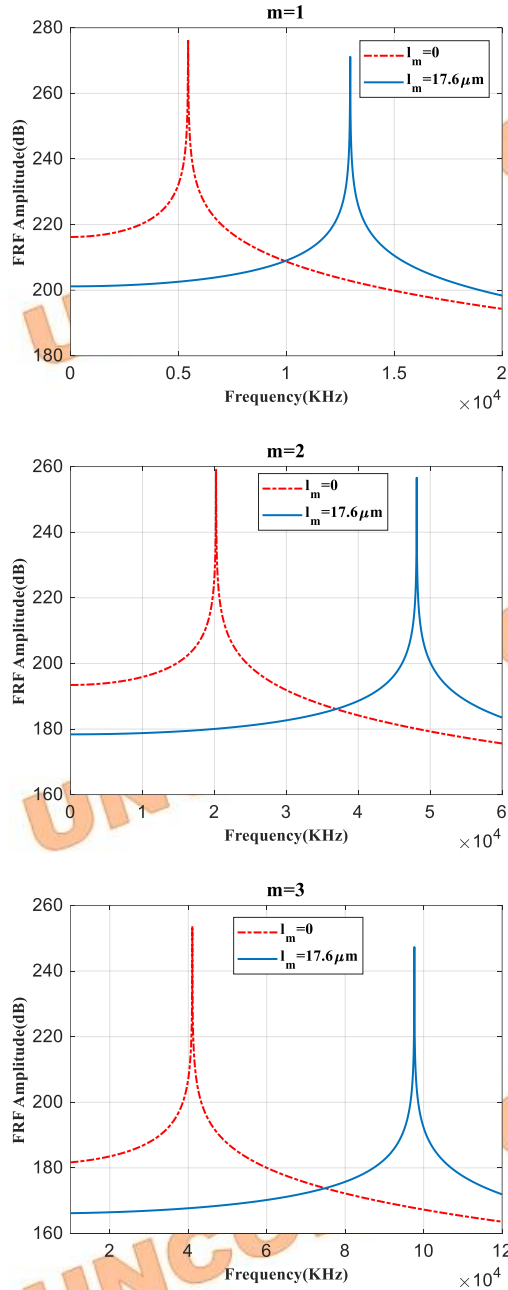 m=1
280
260
240
220
200
180
FRF Amplitude(dB)
l_m=0
l_m=17.6μm
0 0.5 1 1.5 2
Frequency(KHz)
×10^4
m=2
260
240
220
200
180
160
FRF Amplitude(dB)
l_m=0
l_m=17.6μm
0 1 2 3 4 5 6
Frequency(KHz)
×10^4
m=3
260
240
220
200
180
160
FRF Amplitude(dB)
l_m=0
l_m=17.6μm
2 4 6 8 10 12
Frequency(KHz)
×10^4
UNCO